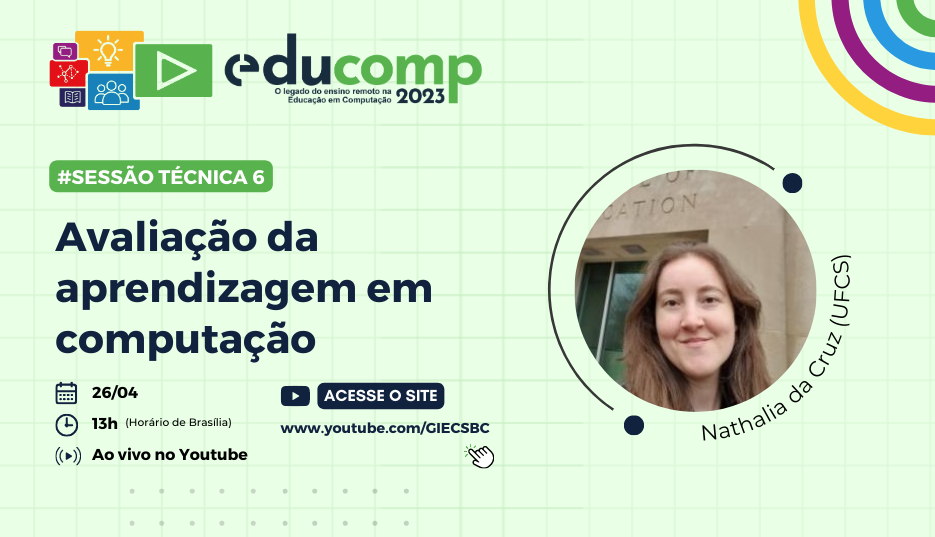 educomp
O legado do ensino remoto na
Educação em Computação 2023
#SESSÃO TÉCNICA 6
Avaliação da
aprendizagem em
computação
26/04
13h (Horário de Brasília)
Ao vivo no Youtube
ACESSE O SITE
www.youtube.com/GIECSBC
OF
CATION
Nathalia da Cruz (UFCS)